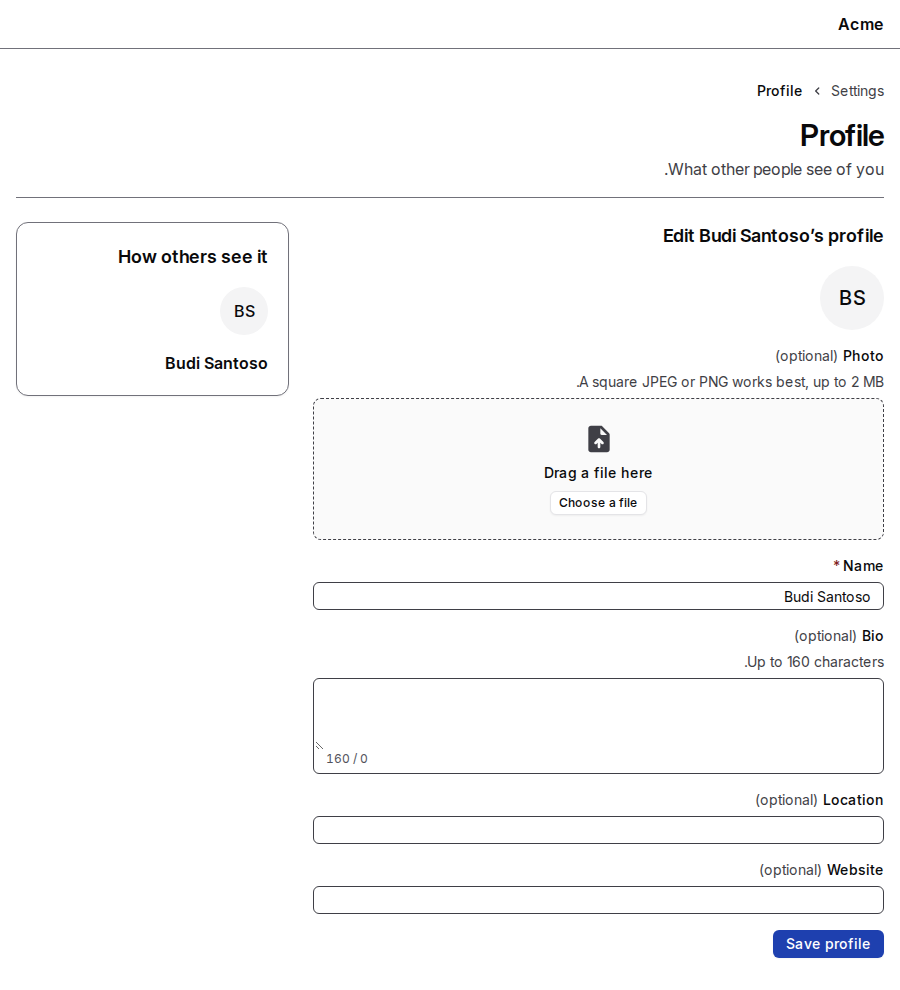 Acme
Settings
Profile
Profile
What other people see of you.
Edit Budi Santoso’s profile
BS
Photo (optional)
A square JPEG or PNG works best, up to 2 MB.
Drag a file here
Choose a file
Name *
Budi Santoso
Bio (optional)
Up to 160 characters.
0 / 160
Location (optional)
Website (optional)
Save profile
How others see it
BS
Budi Santoso